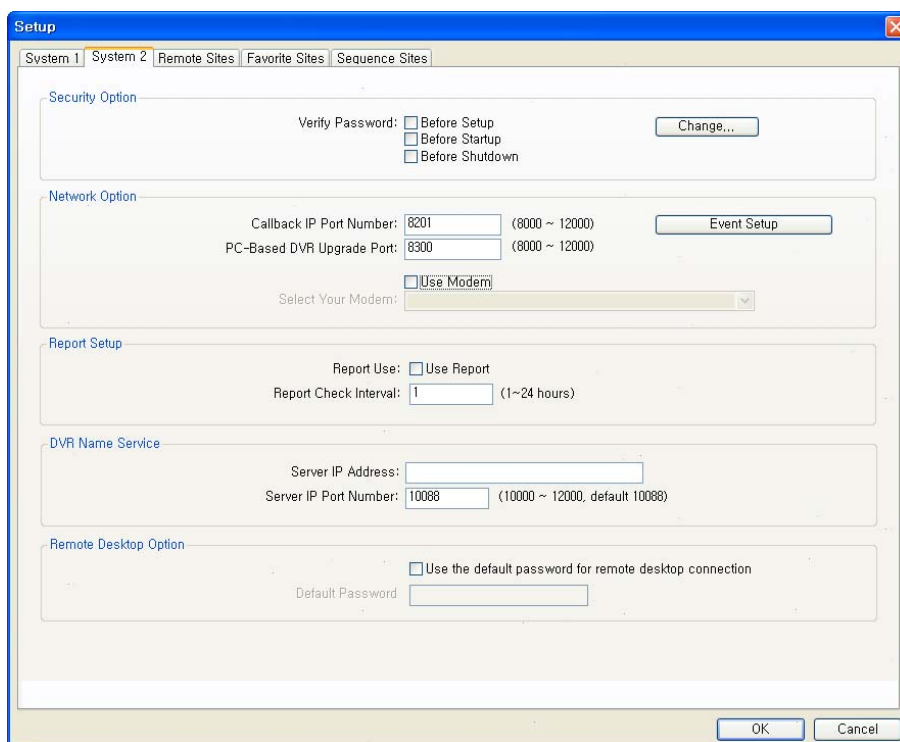 Setup
System 1 System 2 Remote Sites Favorite Sites Sequence Sites
Security Option
Verify Password: Before Setup Change,,,
Before Startup
Before Shutdown
Network Option
Callback IP Port Number: 8201 (8000 ~ 12000) Event Setup
PC-Based DVR Upgrade Port: 8300 (8000 ~ 12000)
Use Modem
Select Your Modem:
Report Setup
Report Use: Use Report
Report Check Interval: 1 (1~24 hours)
DVR Name Service
Server IP Address:
Server IP Port Number: 10088 (10000 ~ 12000, default 10088)
Remote Desktop Option
Use the default password for remote desktop connection
Default Password
OK Cancel